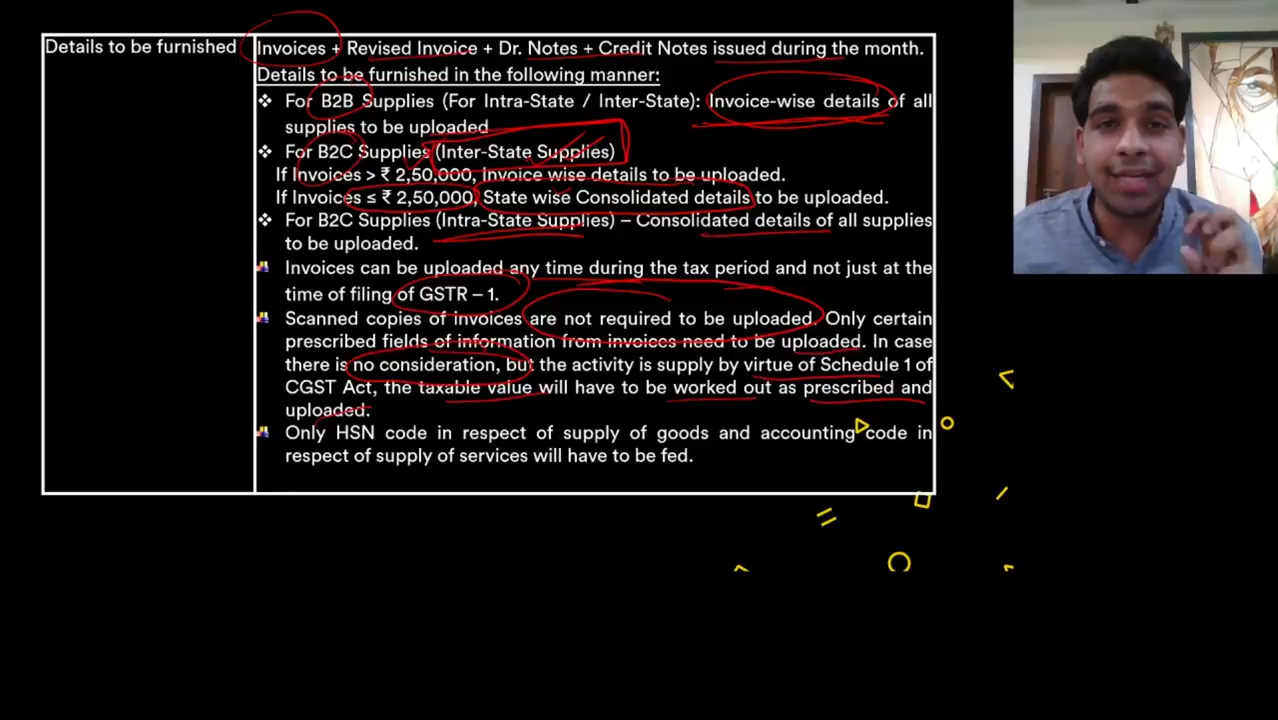 Details to be furnished
Invoices + Revised Invoice + Dr. Notes + Credit Notes issued during the month.
Details to be furnished in the following manner:
❖ For B2B Supplies (For Intra-State / Inter-State): Invoice-wise details of all
supplies to be uploaded
❖ For B2C Supplies (Inter-State Supplies)
If Invoices > ₹ 2,50,000, Invoice wise details to be uploaded.
If Invoices ≤ ₹ 2,50,000, State wise Consolidated details to be uploaded.
❖ For B2C Supplies (Intra-State Supplies) – Consolidated details of all supplies
to be uploaded.
Invoices can be uploaded any time during the tax period and not just at the
time of filing of GSTR – 1.
Scanned copies of invoices are not required to be uploaded. Only certain
prescribed fields of information from invoices need to be uploaded. In case
there is no consideration, but the activity is supply by virtue of Schedule 1 of
CGST Act, the taxable value will have to be worked out as prescribed and
uploaded.
Only HSN code in respect of supply of goods and accounting code in
respect of supply of services will have to be fed.